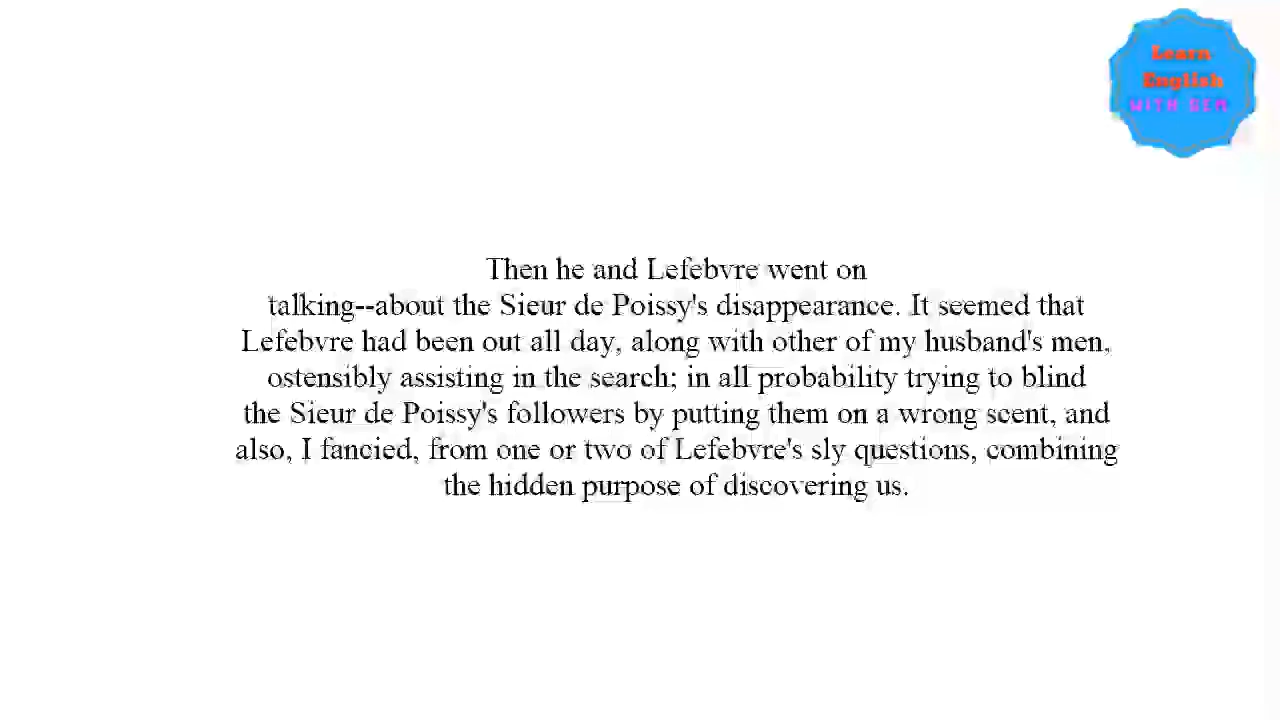 Learn
English
WITH GEM
Then he and Lefebvre went on
talking--about the Sieur de Poissy's disappearance. It seemed that
Lefebvre had been out all day, along with other of my husband's men,
ostensibly assisting in the search; in all probability trying to blind
the Sieur de Poissy's followers by putting them on a wrong scent, and
also, I fancied, from one or two of Lefebvre's sly questions, combining
the hidden purpose of discovering us.